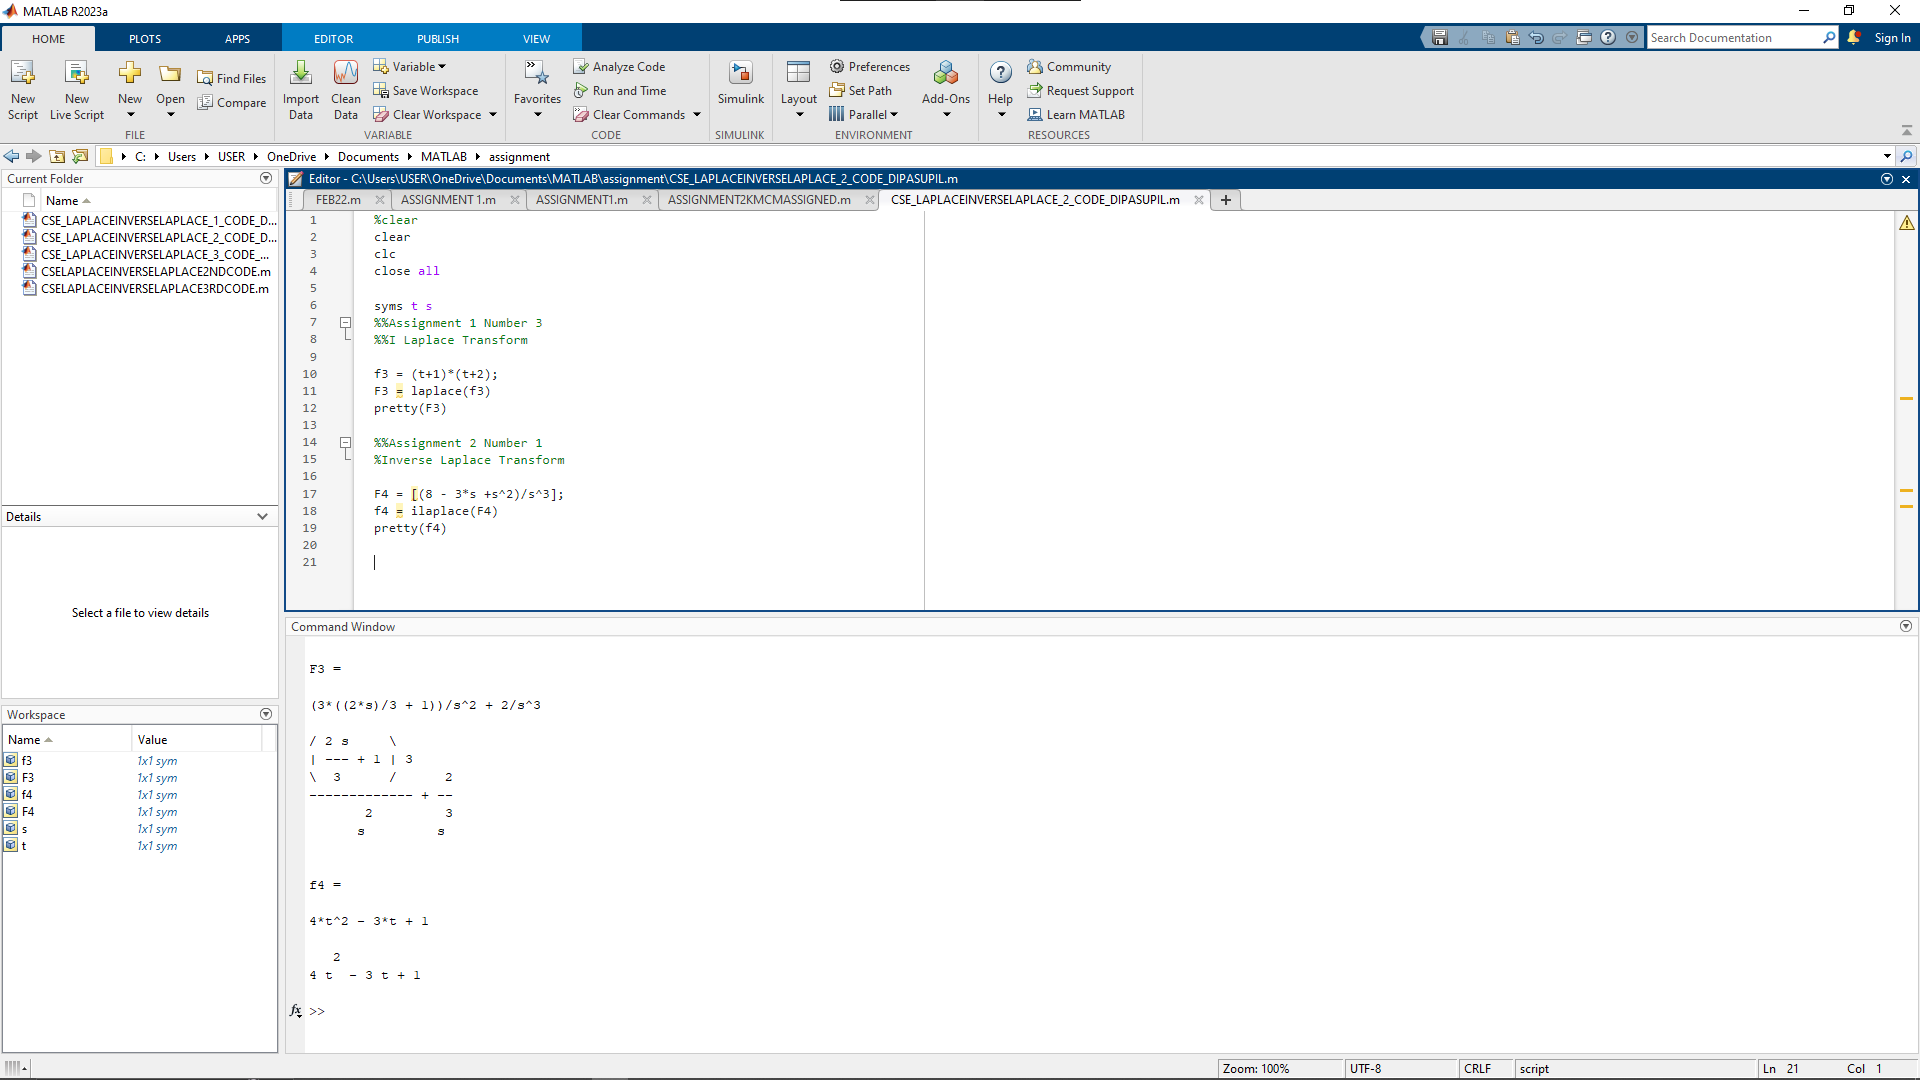 MATLAB R2023a
HOME PLOTS APPS EDITOR PUBLISH VIEW
Search Documentation
Sign In
New Script
New Live Script
New
Open
Find Files
Compare
FILE
Import Data
Clean Data
Variable
Save Workspace
Clear Workspace
VARIABLE
Favorites
Analyze Code
Run and Time
Clear Commands
CODE
Simulink
SIMULINK
Layout
Preferences
Set Path
Parallel
Add-Ons
ENVIRONMENT
Help
Community
Request Support
Learn MATLAB
RESOURCES
C: Users USER OneDrive Documents MATLAB assignment
Current Folder
Name
CSE_LAPLACEINVERSELAPLACE_1_CODE_D...
CSE_LAPLACEINVERSELAPLACE_2_CODE_D...
CSE_LAPLACEINVERSELAPLACE_3_CODE_...
CSELAPLACEINVERSELAPLACE2NDCODE.m
CSELAPLACEINVERSELAPLACE3RDCODE.m
Details
Select a file to view details
Workspace
Name Value
f3 1x1 sym
F3 1x1 sym
f4 1x1 sym
F4 1x1 sym
s 1x1 sym
t 1x1 sym
Editor - C:\Users\USER\OneDrive\Documents\MATLAB\assignment\CSE_LAPLACEINVERSELAPLACE_2_CODE_DIPASUPIL.m
FEB22.m ASSIGNMENT 1.m ASSIGNMENT1.m ASSIGNMENT2KMCMASSIGNED.m CSE_LAPLACEINVERSELAPLACE_2_CODE_DIPASUPIL.m +
1 %clear
2 clear
3 clc
4 close all
5
6 syms t s
7 %%Assignment 1 Number 3
8 %%I Laplace Transform
9
10 f3 = (t+1)*(t+2);
11 F3 = laplace(f3)
12 pretty(F3)
13
14 %%Assignment 2 Number 1
15 %Inverse Laplace Transform
16
17 F4 = [(8 - 3*s +s^2)/s^3];
18 f4 = ilaplace(F4)
19 pretty(f4)
20
21
Command Window
F3 =
(3*((2*s)/3 + 1))/s^2 + 2/s^3
/ 2 s     \
| --- + 1 | 3
\  3      /      2
------------- + --
       2         3
      s         s
f4 =
4*t^2 - 3*t + 1
   2
4 t  - 3 t + 1
fx >>
Zoom: 100% UTF-8 CRLF script Ln 21 Col 1